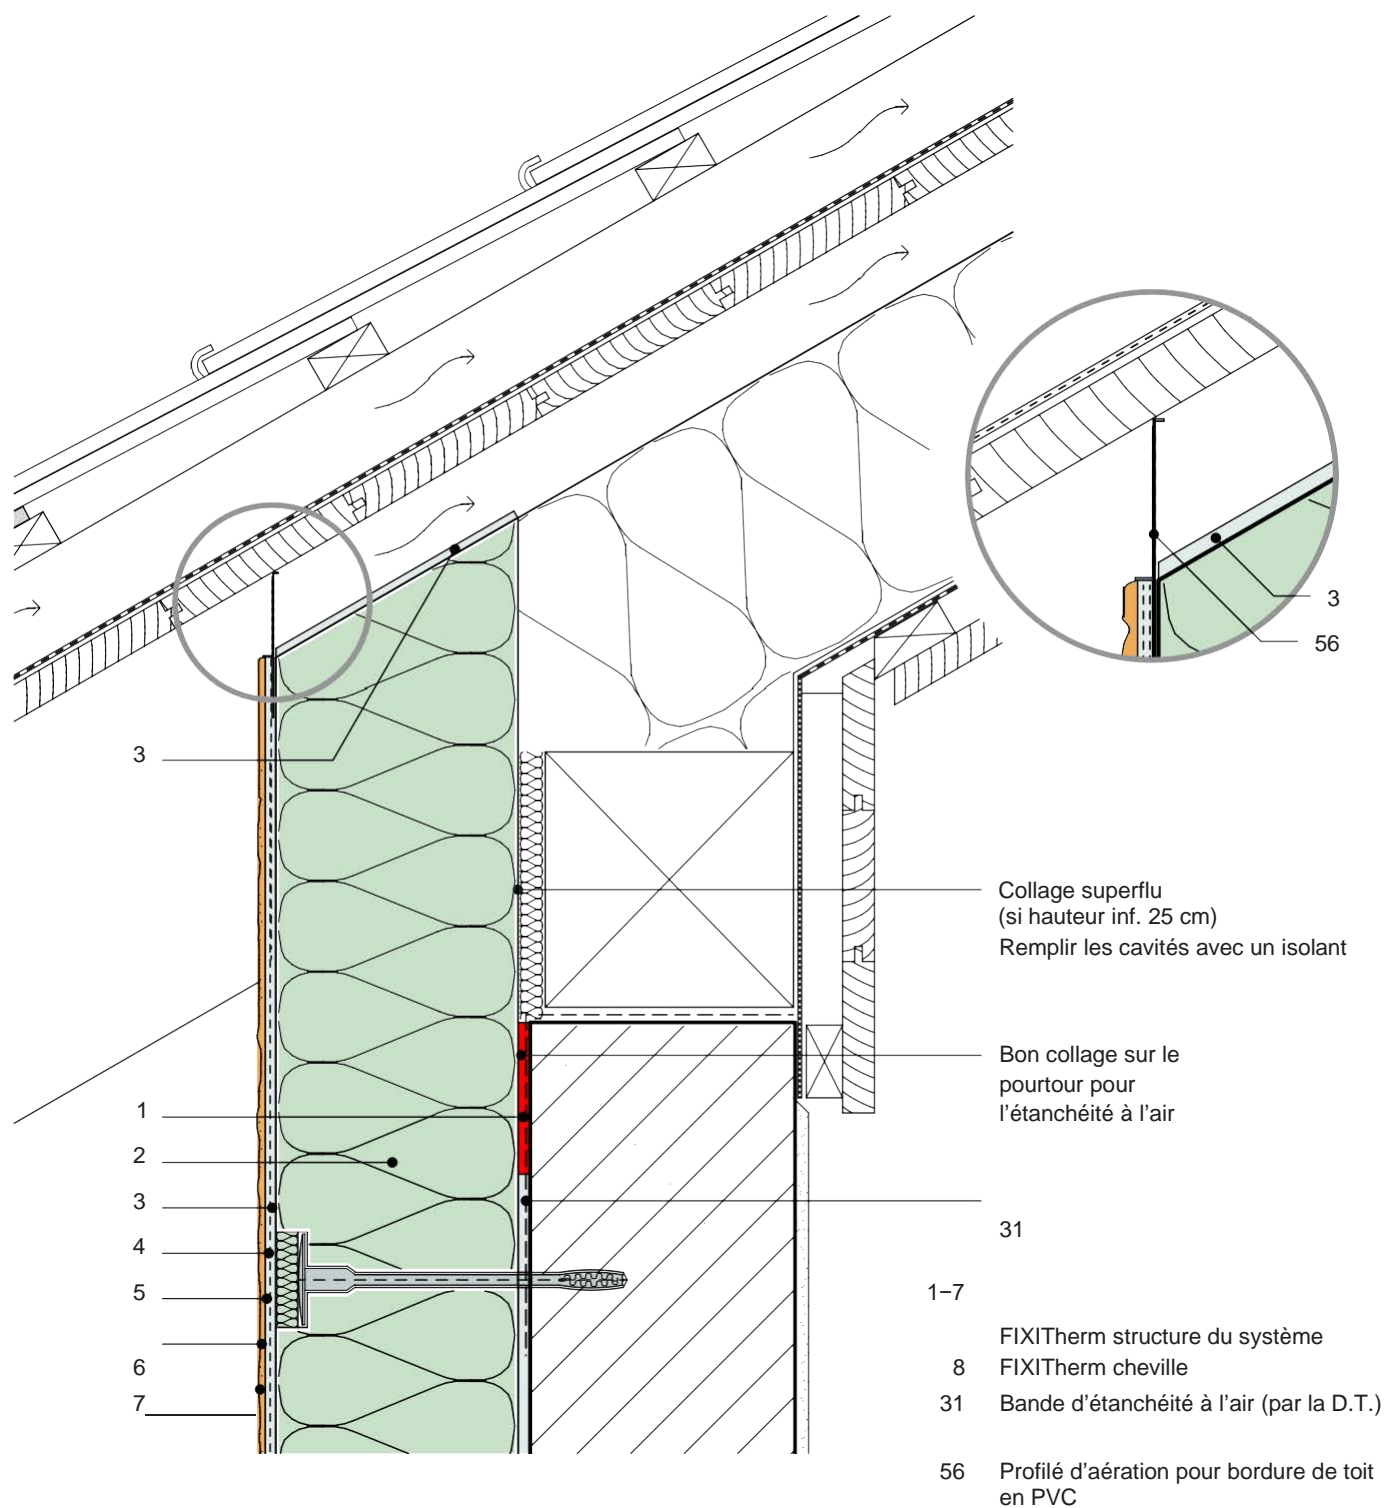 3
56
3
Collage superflu
(si hauteur inf. 25 cm)
Remplir les cavités avec un isolant
Bon collage sur le
pourtour pour
l’étanchéité à l’air
1
2
3
4
5
6
7
31
1–7
FIXITherm structure du système
8 FIXITherm cheville
31 Bande d’étanchéité à l’air (par la D.T.)
56 Profilé d’aération pour bordure de toit
en PVC